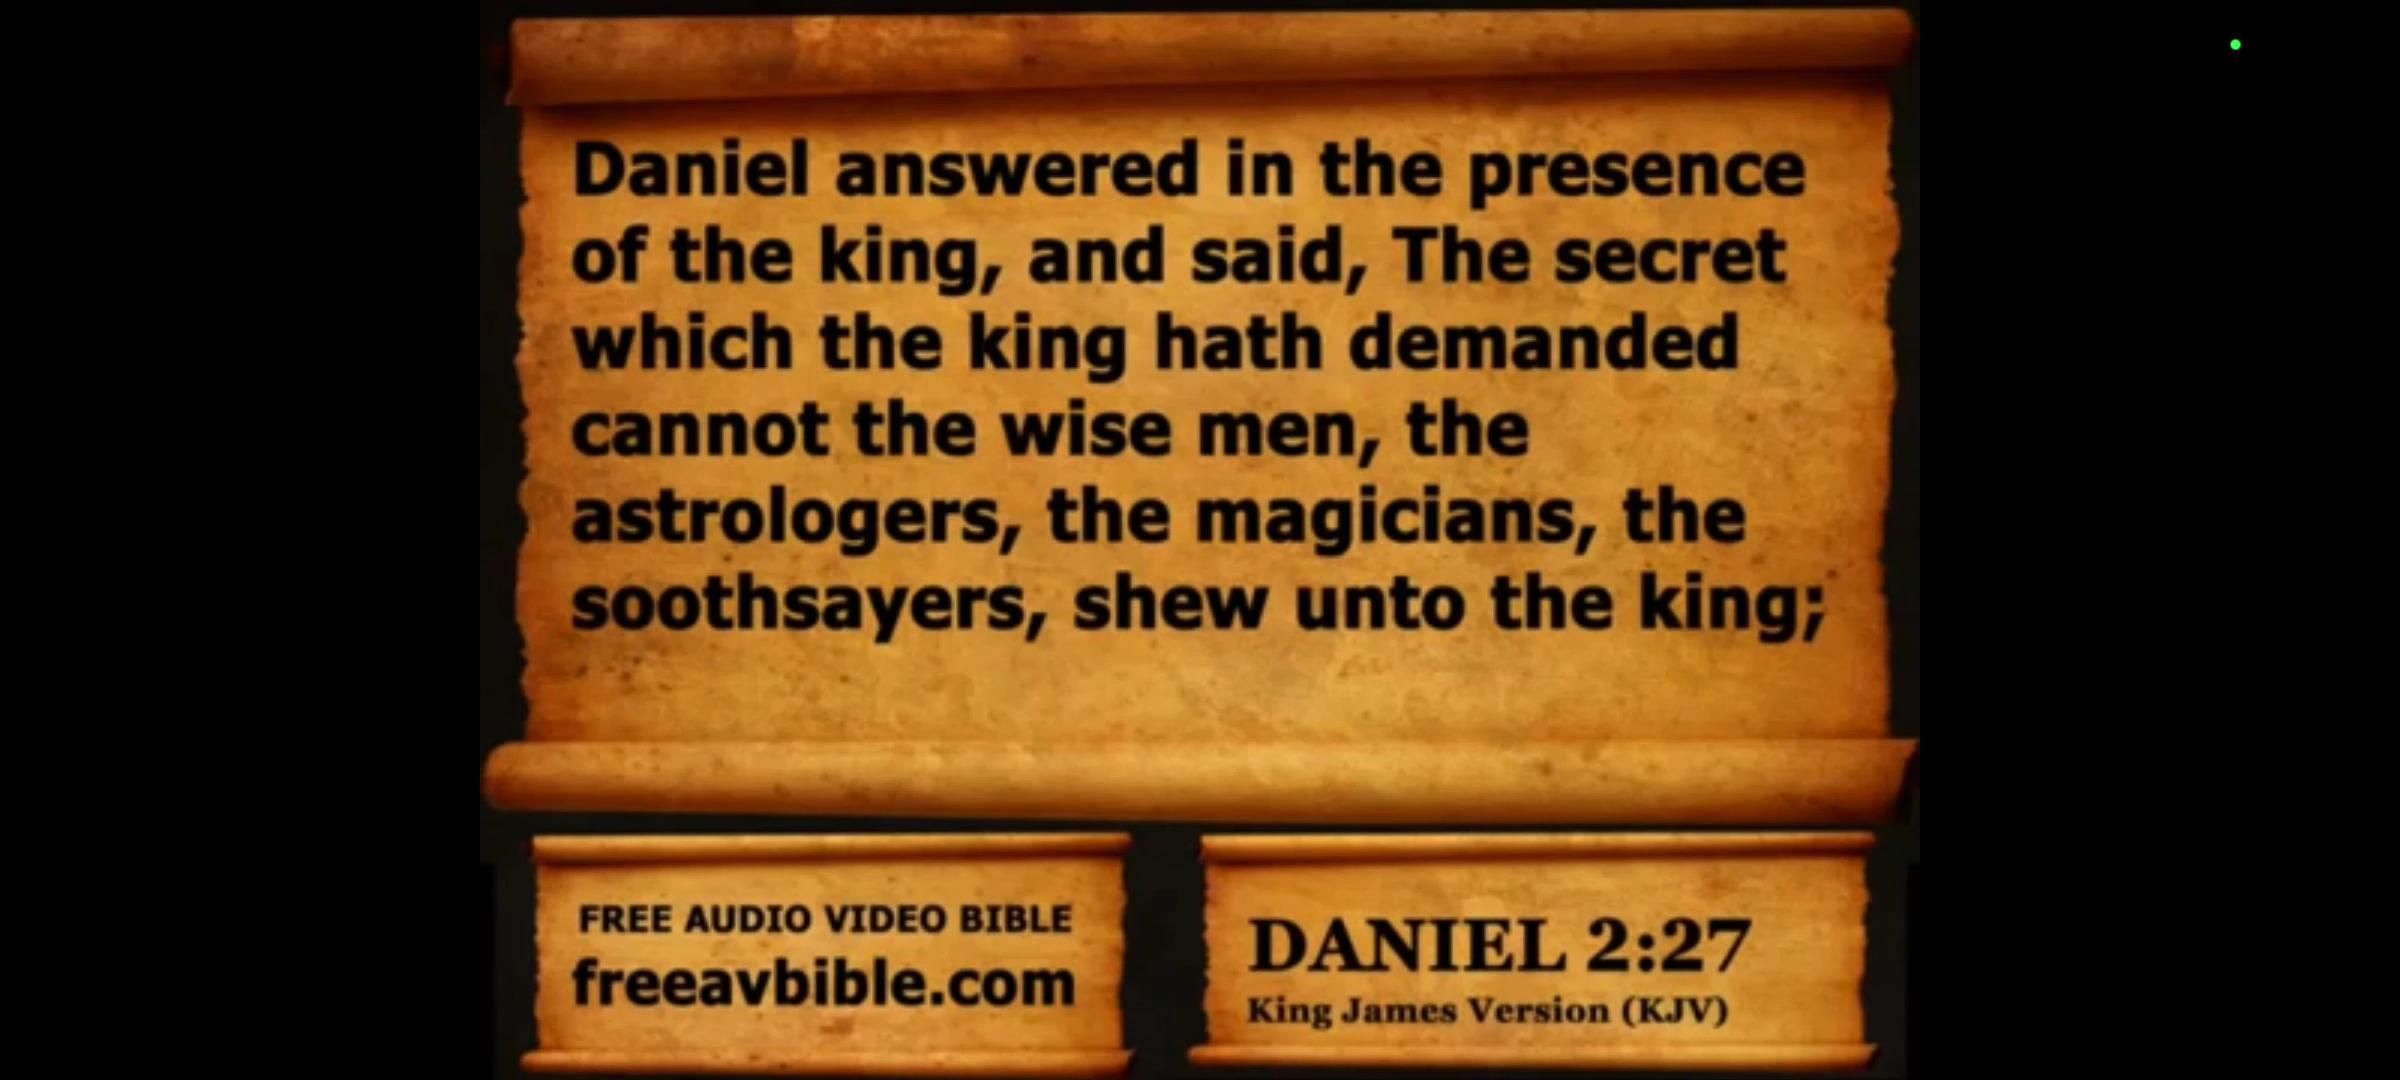 Daniel answered in the presence
of the king, and said, The secret
which the king hath demanded
cannot the wise men, the
astrologers, the magicians, the
soothsayers, shew unto the king;
FREE AUDIO VIDEO BIBLE
freeavbible.com
DANIEL 2:27
King James Version (KJV)